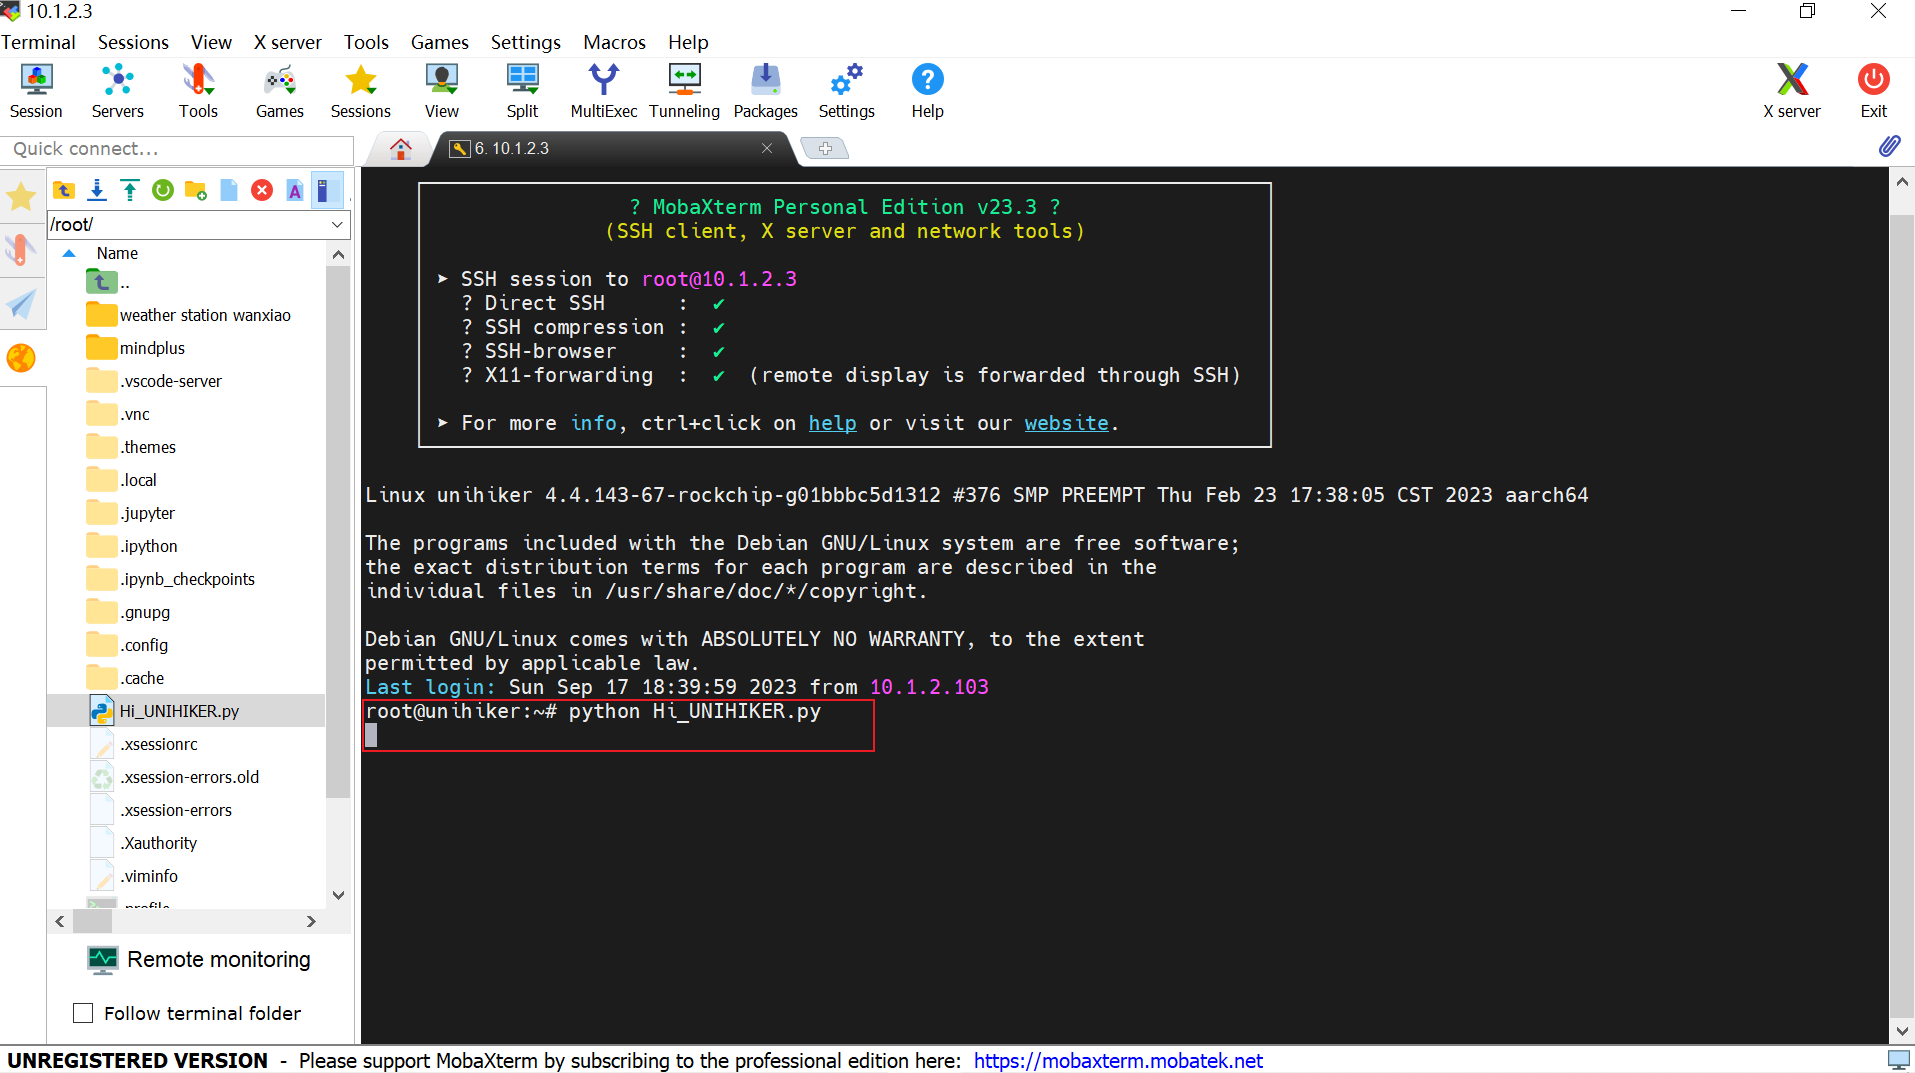 10.1.2.3
Terminal Sessions View X server Tools Games Settings Macros Help
Session Servers Tools Games Sessions View Split MultiExec Tunneling Packages Settings Help X server Exit
Quick connect...
6. 10.1.2.3
/root/
Name
..
weather station wanxiao
mindplus
.vscode-server
.vnc
.themes
.local
.jupyter
.ipython
.ipynb_checkpoints
.gnupg
.config
.cache
Hi_UNIHIKER.py
.xsessionrc
.xsession-errors.old
.xsession-errors
.Xauthority
.viminfo
.profile
Remote monitoring
Follow terminal folder
? MobaXterm Personal Edition v23.3 ?
(SSH client, X server and network tools)
➤ SSH session to root@10.1.2.3
? Direct SSH : ✔
? SSH compression : ✔
? SSH-browser : ✔
? X11-forwarding : ✔ (remote display is forwarded through SSH)
➤ For more info, ctrl+click on help or visit our website.
Linux unihiker 4.4.143-67-rockchip-g01bbbc5d1312 #376 SMP PREEMPT Thu Feb 23 17:38:05 CST 2023 aarch64
The programs included with the Debian GNU/Linux system are free software;
the exact distribution terms for each program are described in the
individual files in /usr/share/doc/*/copyright.
Debian GNU/Linux comes with ABSOLUTELY NO WARRANTY, to the extent
permitted by applicable law.
Last login: Sun Sep 17 18:39:59 2023 from 10.1.2.103
root@unihiker:~# python Hi_UNIHIKER.py
UNREGISTERED VERSION - Please support MobaXterm by subscribing to the professional edition here: https://mobaxterm.mobatek.net